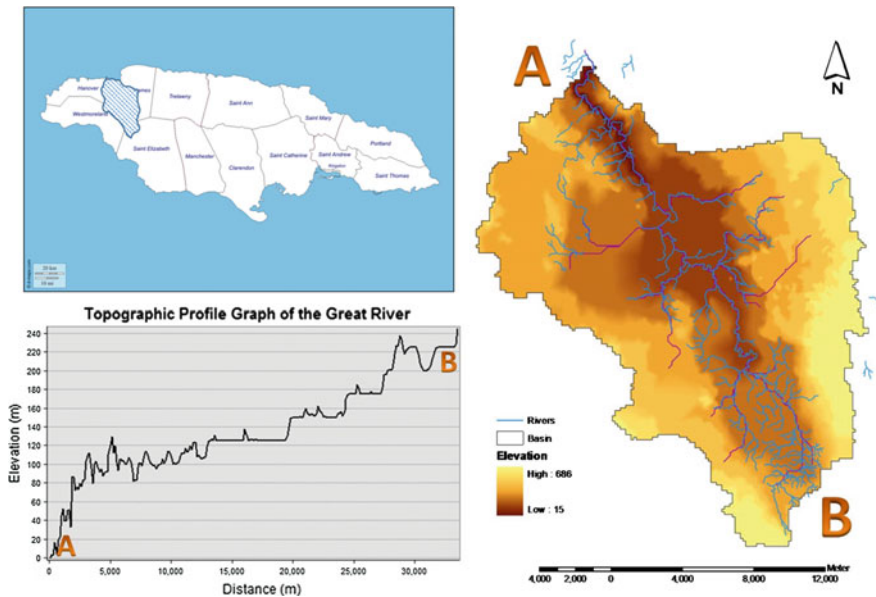 Hanover
Westmoreland
Trelawny
Saint Ann
Saint Elizabeth
Manchester
Clarendon
Saint Catherine
Saint Mary
Saint Andrew
Kingston
Portland
Saint Thomas
Topographic Profile Graph of the Great River
Elevation (m)
240
220
200
180
160
140
120
100
80
60
40
20
0
A
B
0
5,000
10,000
15,000
20,000
25,000
30,000
Distance (m)
A
N
Rivers
Basin
Elevation
High : 686
Low : 15
B
Meter
4,000
2,000
0
4,000
8,000
12,000